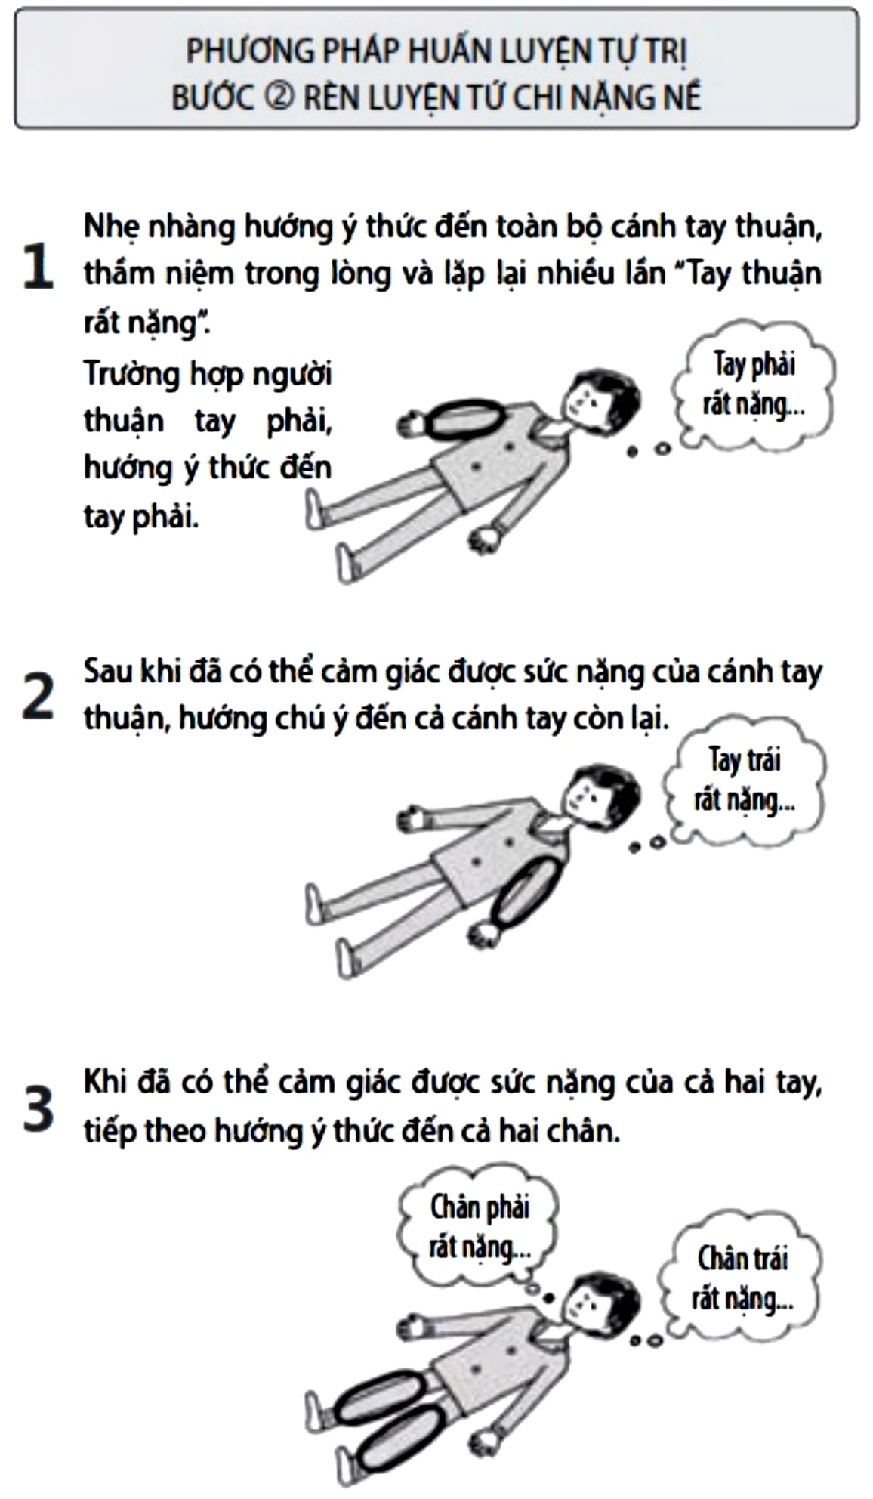 PHƯƠNG PHÁP HUẤN LUYỆN TỰ TRỊ
BƯỚC ② RÈN LUYỆN TỨ CHI NẶNG NỀ
1
Nhẹ nhàng hướng ý thức đến toàn bộ cánh tay thuận,
thầm niệm trong lòng và lặp lại nhiều lần “Tay thuận
rất nặng”.
Trường hợp người
thuận tay phải,
hướng ý thức đến
tay phải.
Tay phải
rất nặng...
2
Sau khi đã có thể cảm giác được sức nặng của cánh tay
thuận, hướng chú ý đến cả cánh tay còn lại.
Tay trái
rất nặng...
3
Khi đã có thể cảm giác được sức nặng của cả hai tay,
tiếp theo hướng ý thức đến cả hai chân.
Chân phải
rất nặng...
Chân trái
rất nặng...